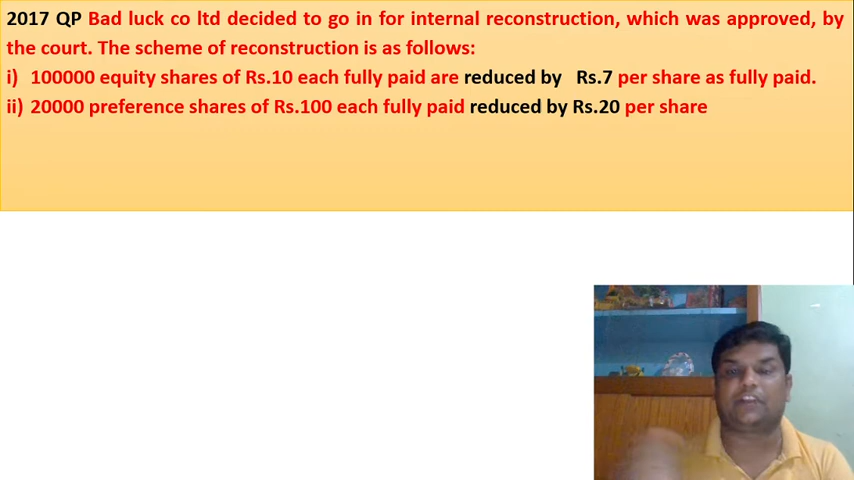 2017 QP Bad luck co ltd decided to go in for internal reconstruction, which was approved, by
the court. The scheme of reconstruction is as follows:
i) 100000 equity shares of Rs.10 each fully paid are reduced by Rs.7 per share as fully paid.
ii) 20000 preference shares of Rs.100 each fully paid reduced by Rs.20 per share